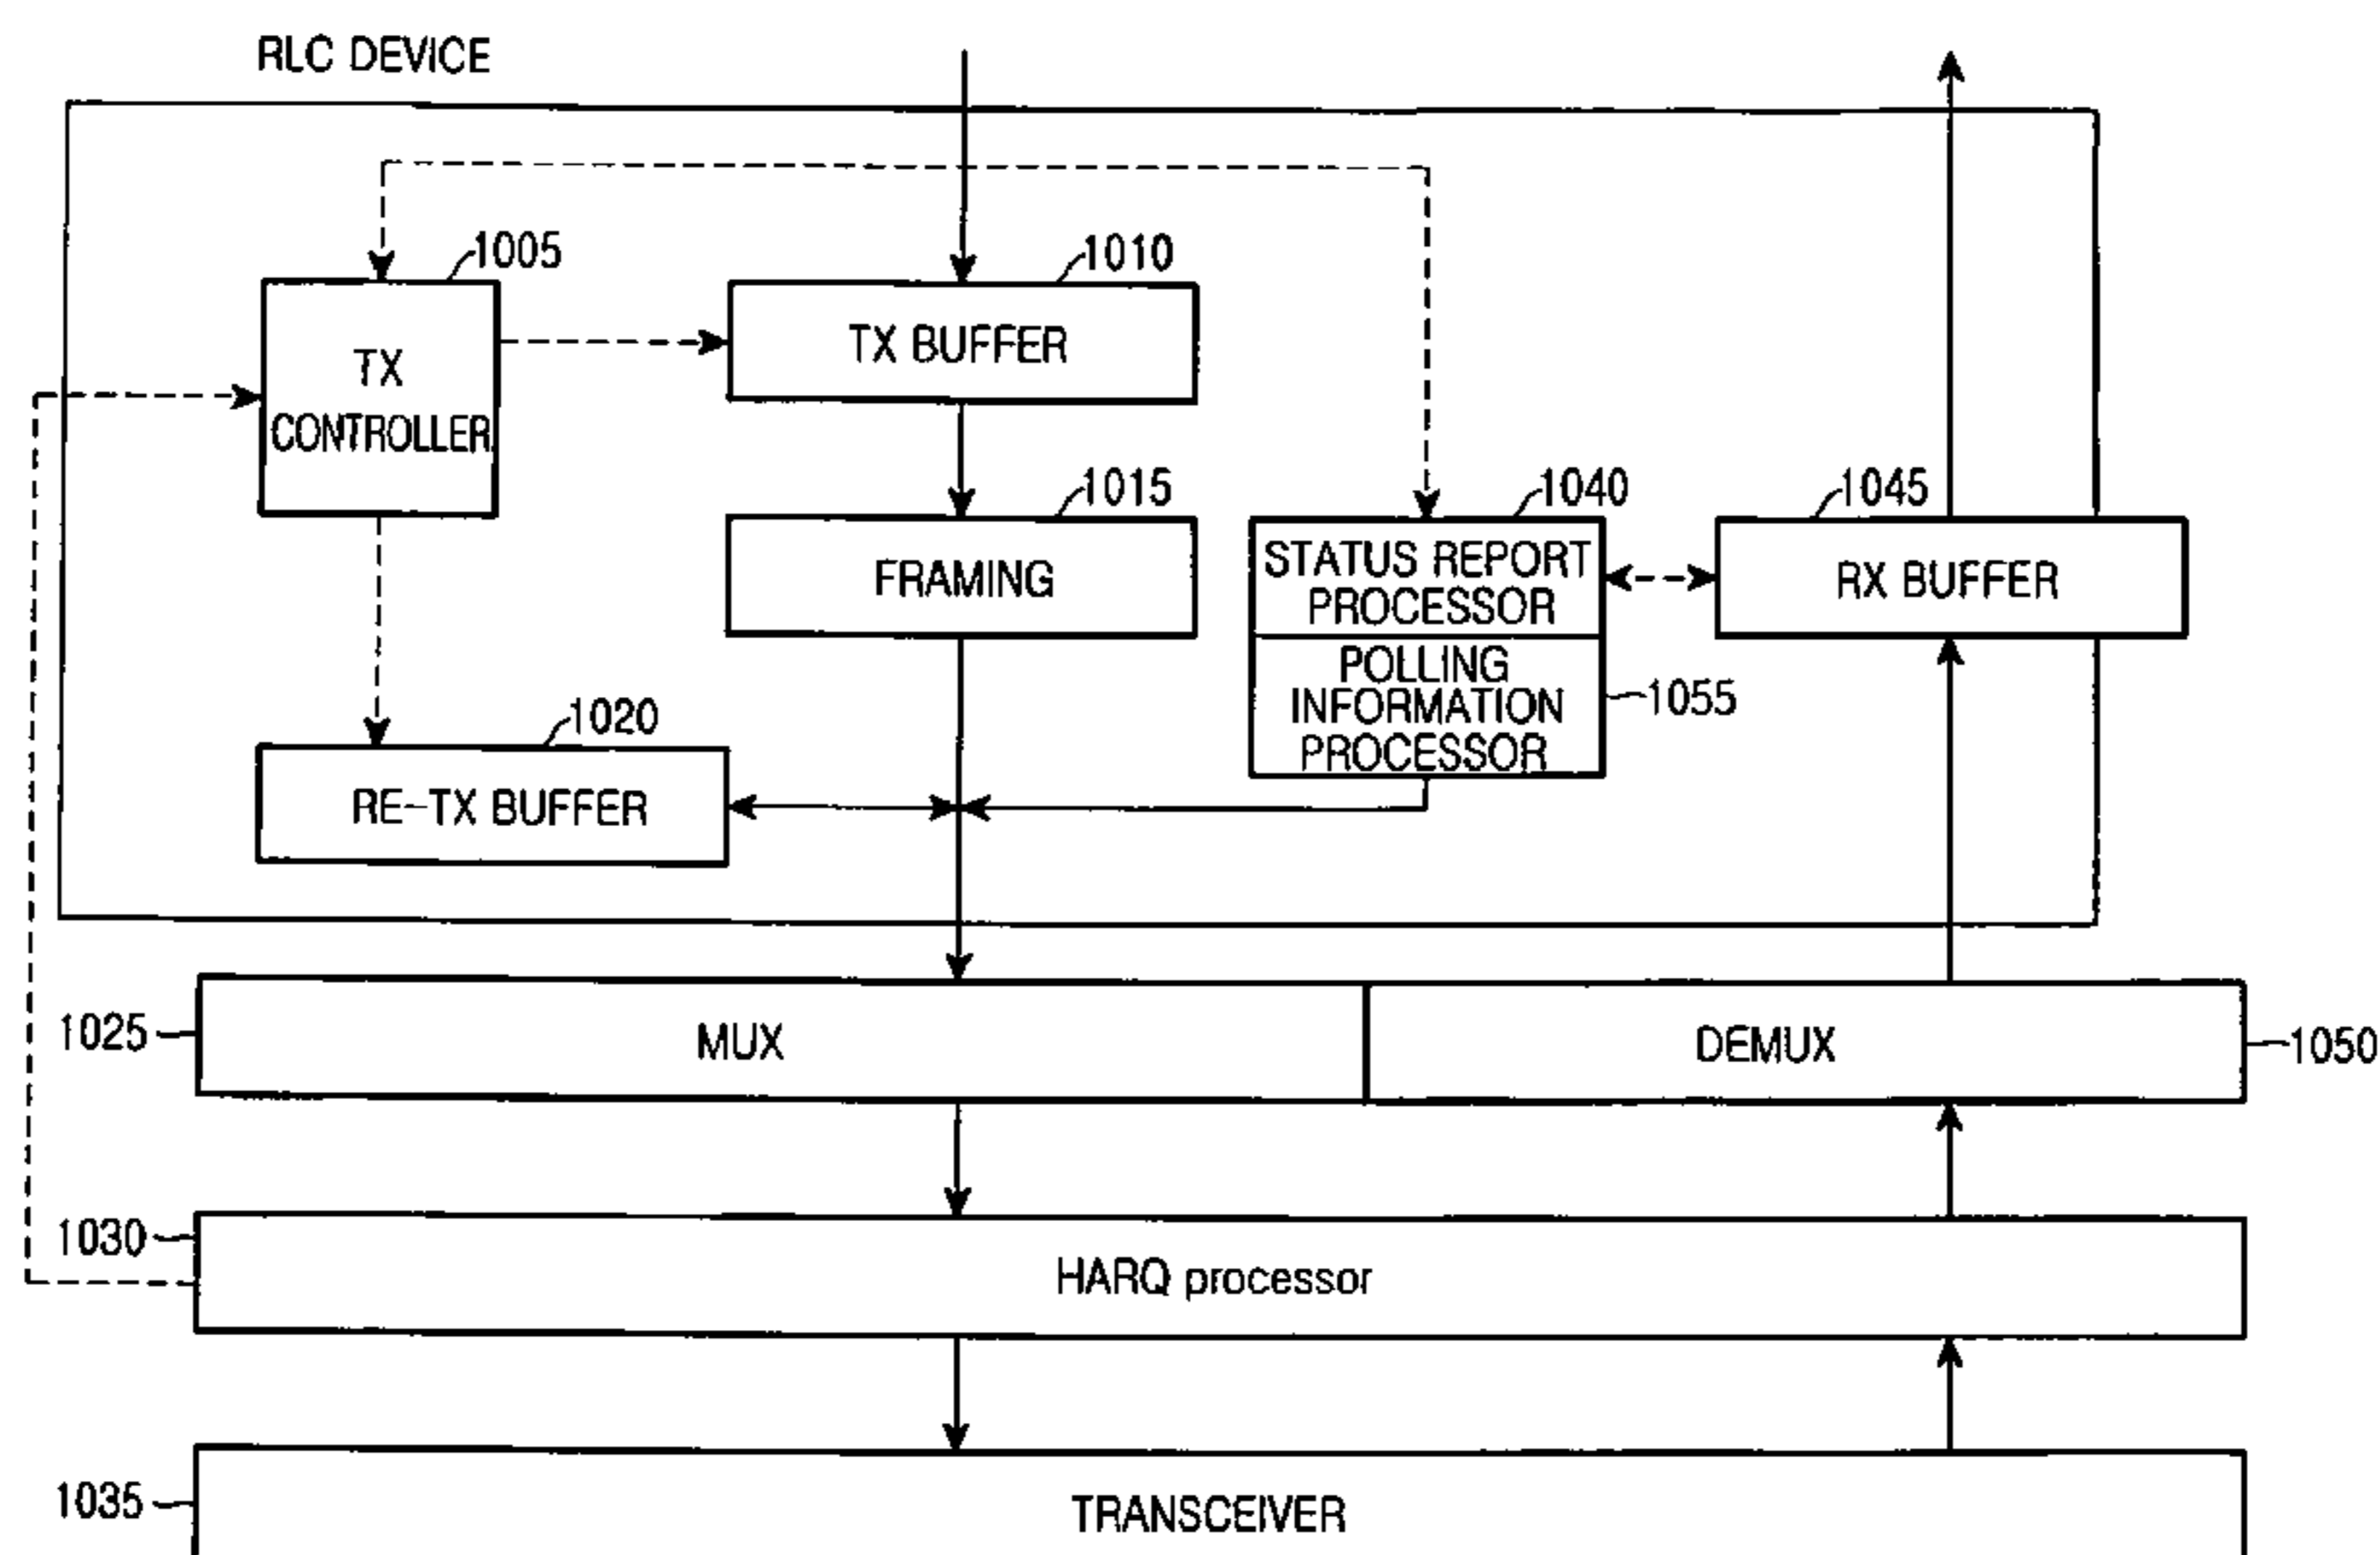 RLC DEVICE
1005
1010
TX
CONTROLLER
TX BUFFER
1015
1040
1045
FRAMING
STATUS REPORT
PROCESSOR
RX BUFFER
POLLING
INFORMATION
PROCESSOR
1055
1020
RE-TX BUFFER
1025
MUX
DEMUX
1050
1030
HARQ processor
1035
TRANSCEIVER